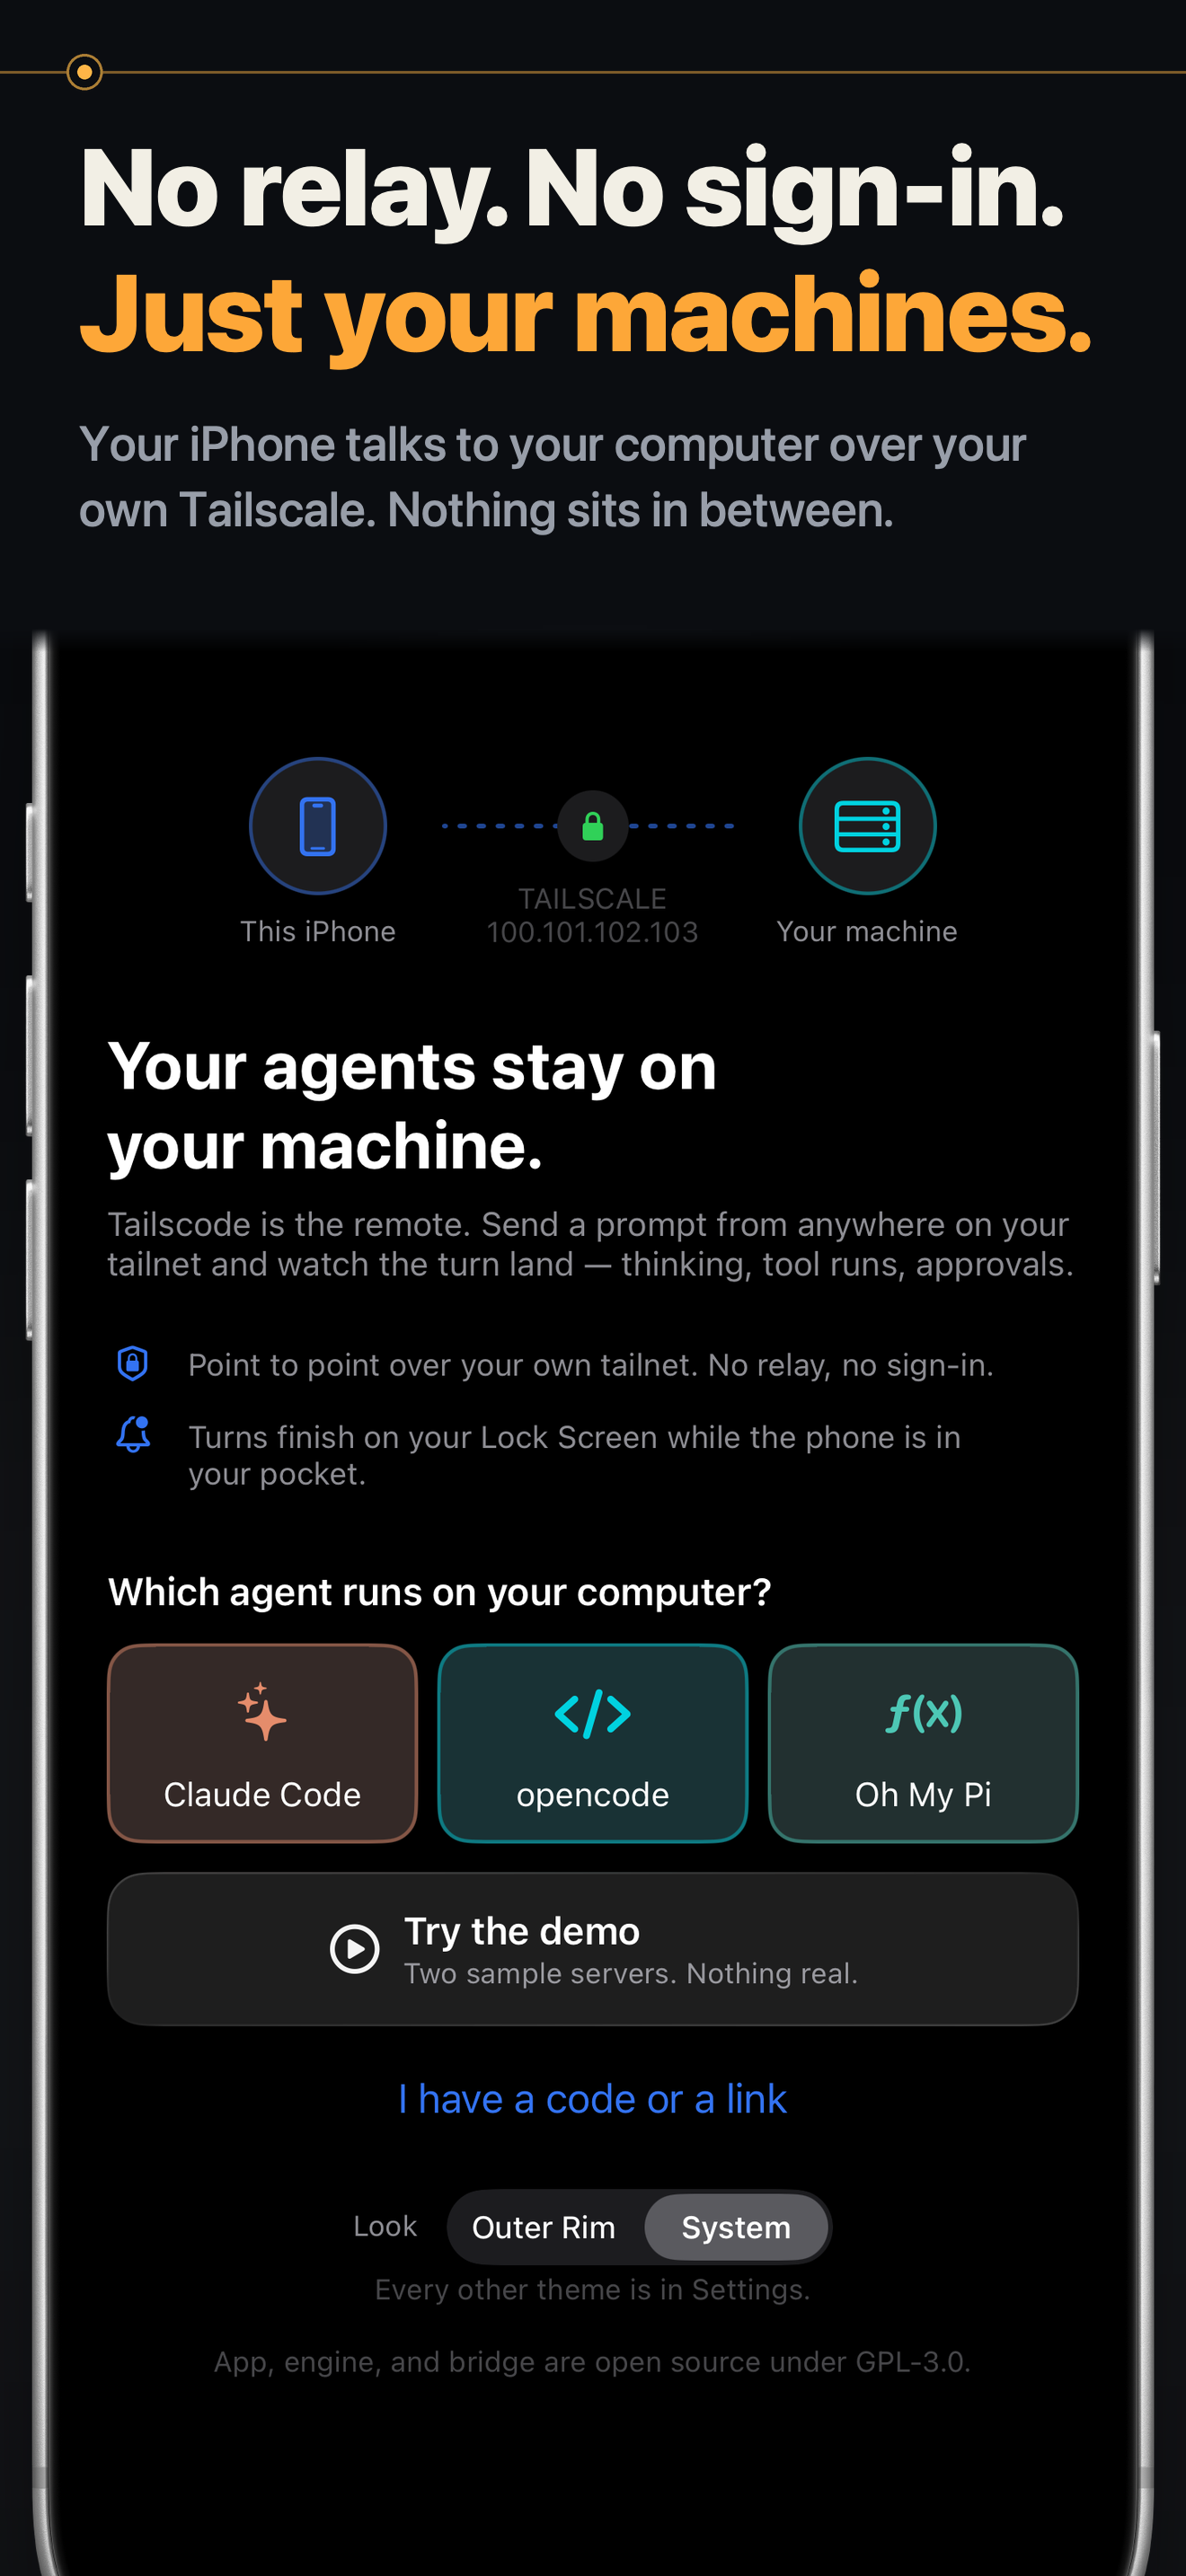 No relay. No sign-in.
Just your machines.
Your iPhone talks to your computer over your
own Tailscale. Nothing sits in between.
TAILSCALE
This iPhone
100.101.102.103
Your machine
Your agents stay on
your machine.
Tailscode is the remote. Send a prompt from anywhere on your
tailnet and watch the turn land — thinking, tool runs, approvals.
Point to point over your own tailnet. No relay, no sign-in.
Turns finish on your Lock Screen while the phone is in
your pocket.
Which agent runs on your computer?
</>
ƒ(x)
Claude Code
opencode
Oh My Pi
Try the demo
Two sample servers. Nothing real.
I have a code or a link
Look
Outer Rim
System
Every other theme is in Settings.
App, engine, and bridge are open source under GPL-3.0.